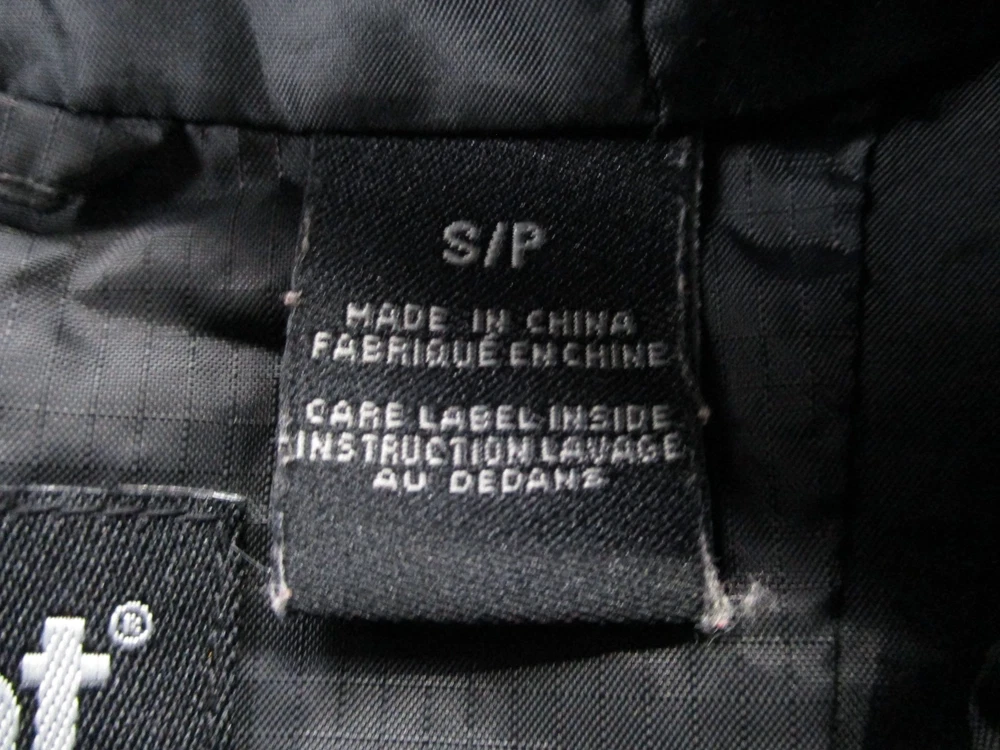 S/P
MADE IN CHINA
FABRIQUÉ EN CHINE
CARE LABEL INSIDE
INSTRUCTION LAVAGE
AU DEDANS
t®